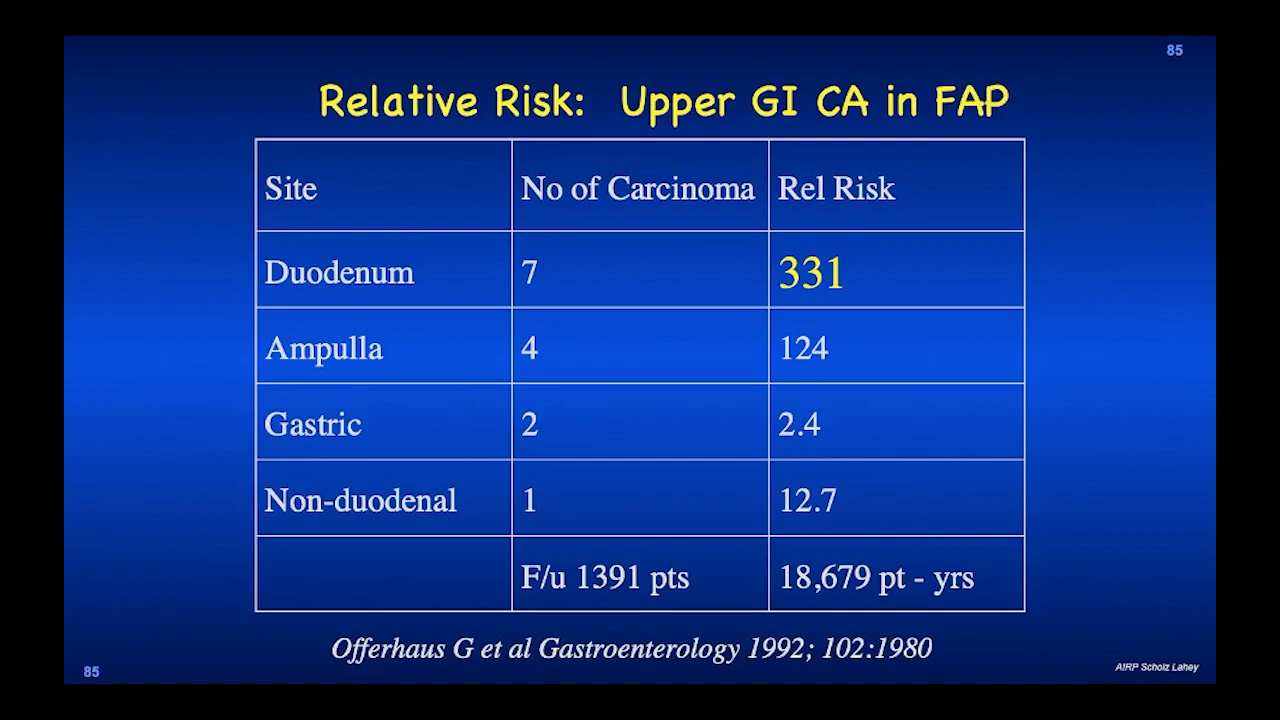 85
Relative Risk: Upper GI CA in FAP
Site No of Carcinoma Rel Risk
Duodenum 7 331
Ampulla 4 124
Gastric 2 2.4
Non-duodenal 1 12.7
F/u 1391 pts 18,679 pt - yrs
Offerhaus G et al Gastroenterology 1992; 102:1980
85 AIRP Scholz Lahey